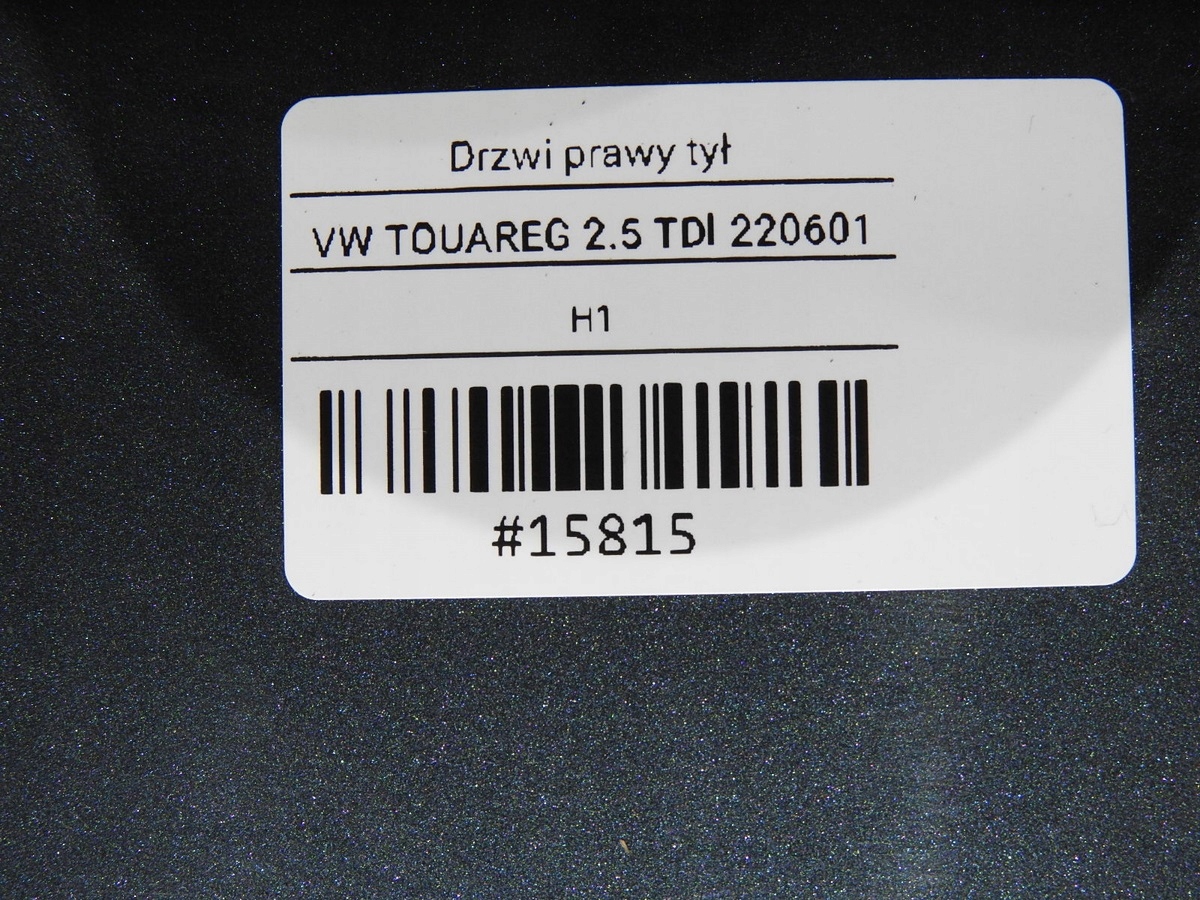 Drzwi prawy tył
VW TOUAREG 2.5 TDI 220601
H1
#15815